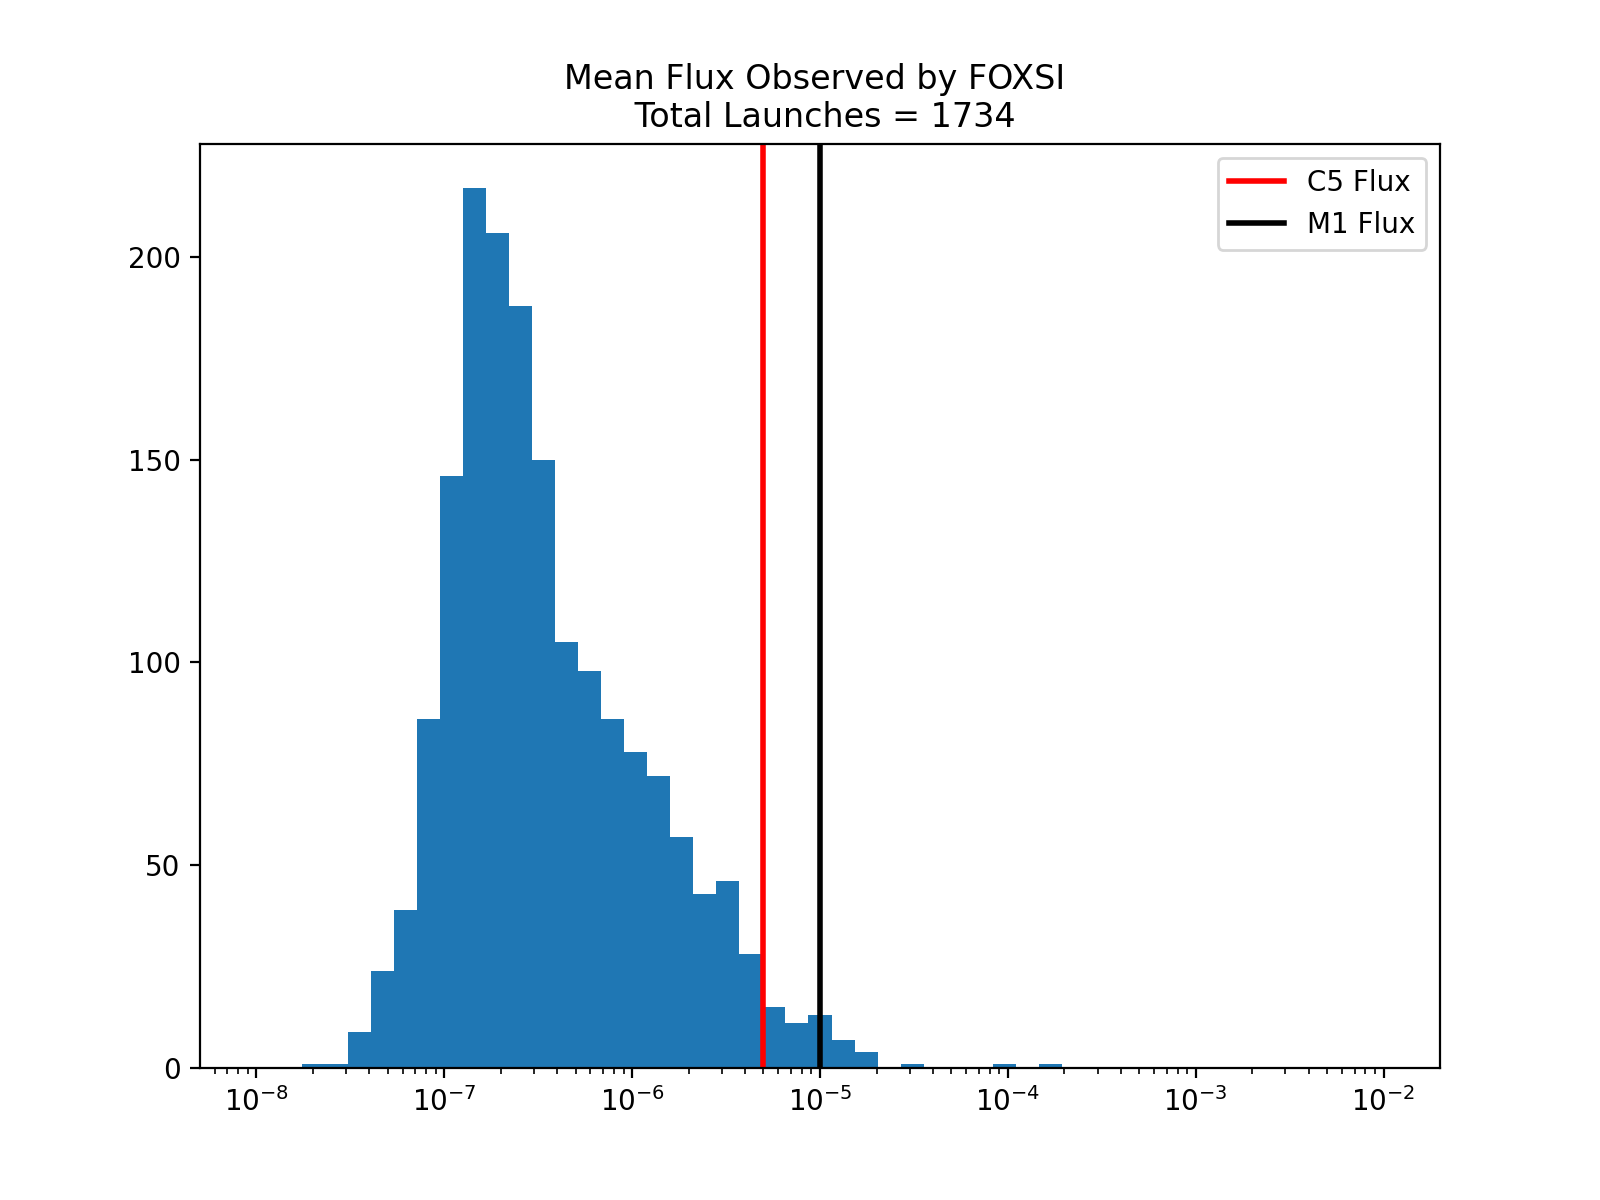 Mean Flux Observed by FOXSI
Total Launches = 1734
C5 Flux
M1 Flux
200
150
100
50
0
10⁻⁸ 10⁻⁷ 10⁻⁶ 10⁻⁵ 10⁻⁴ 10⁻³ 10⁻²